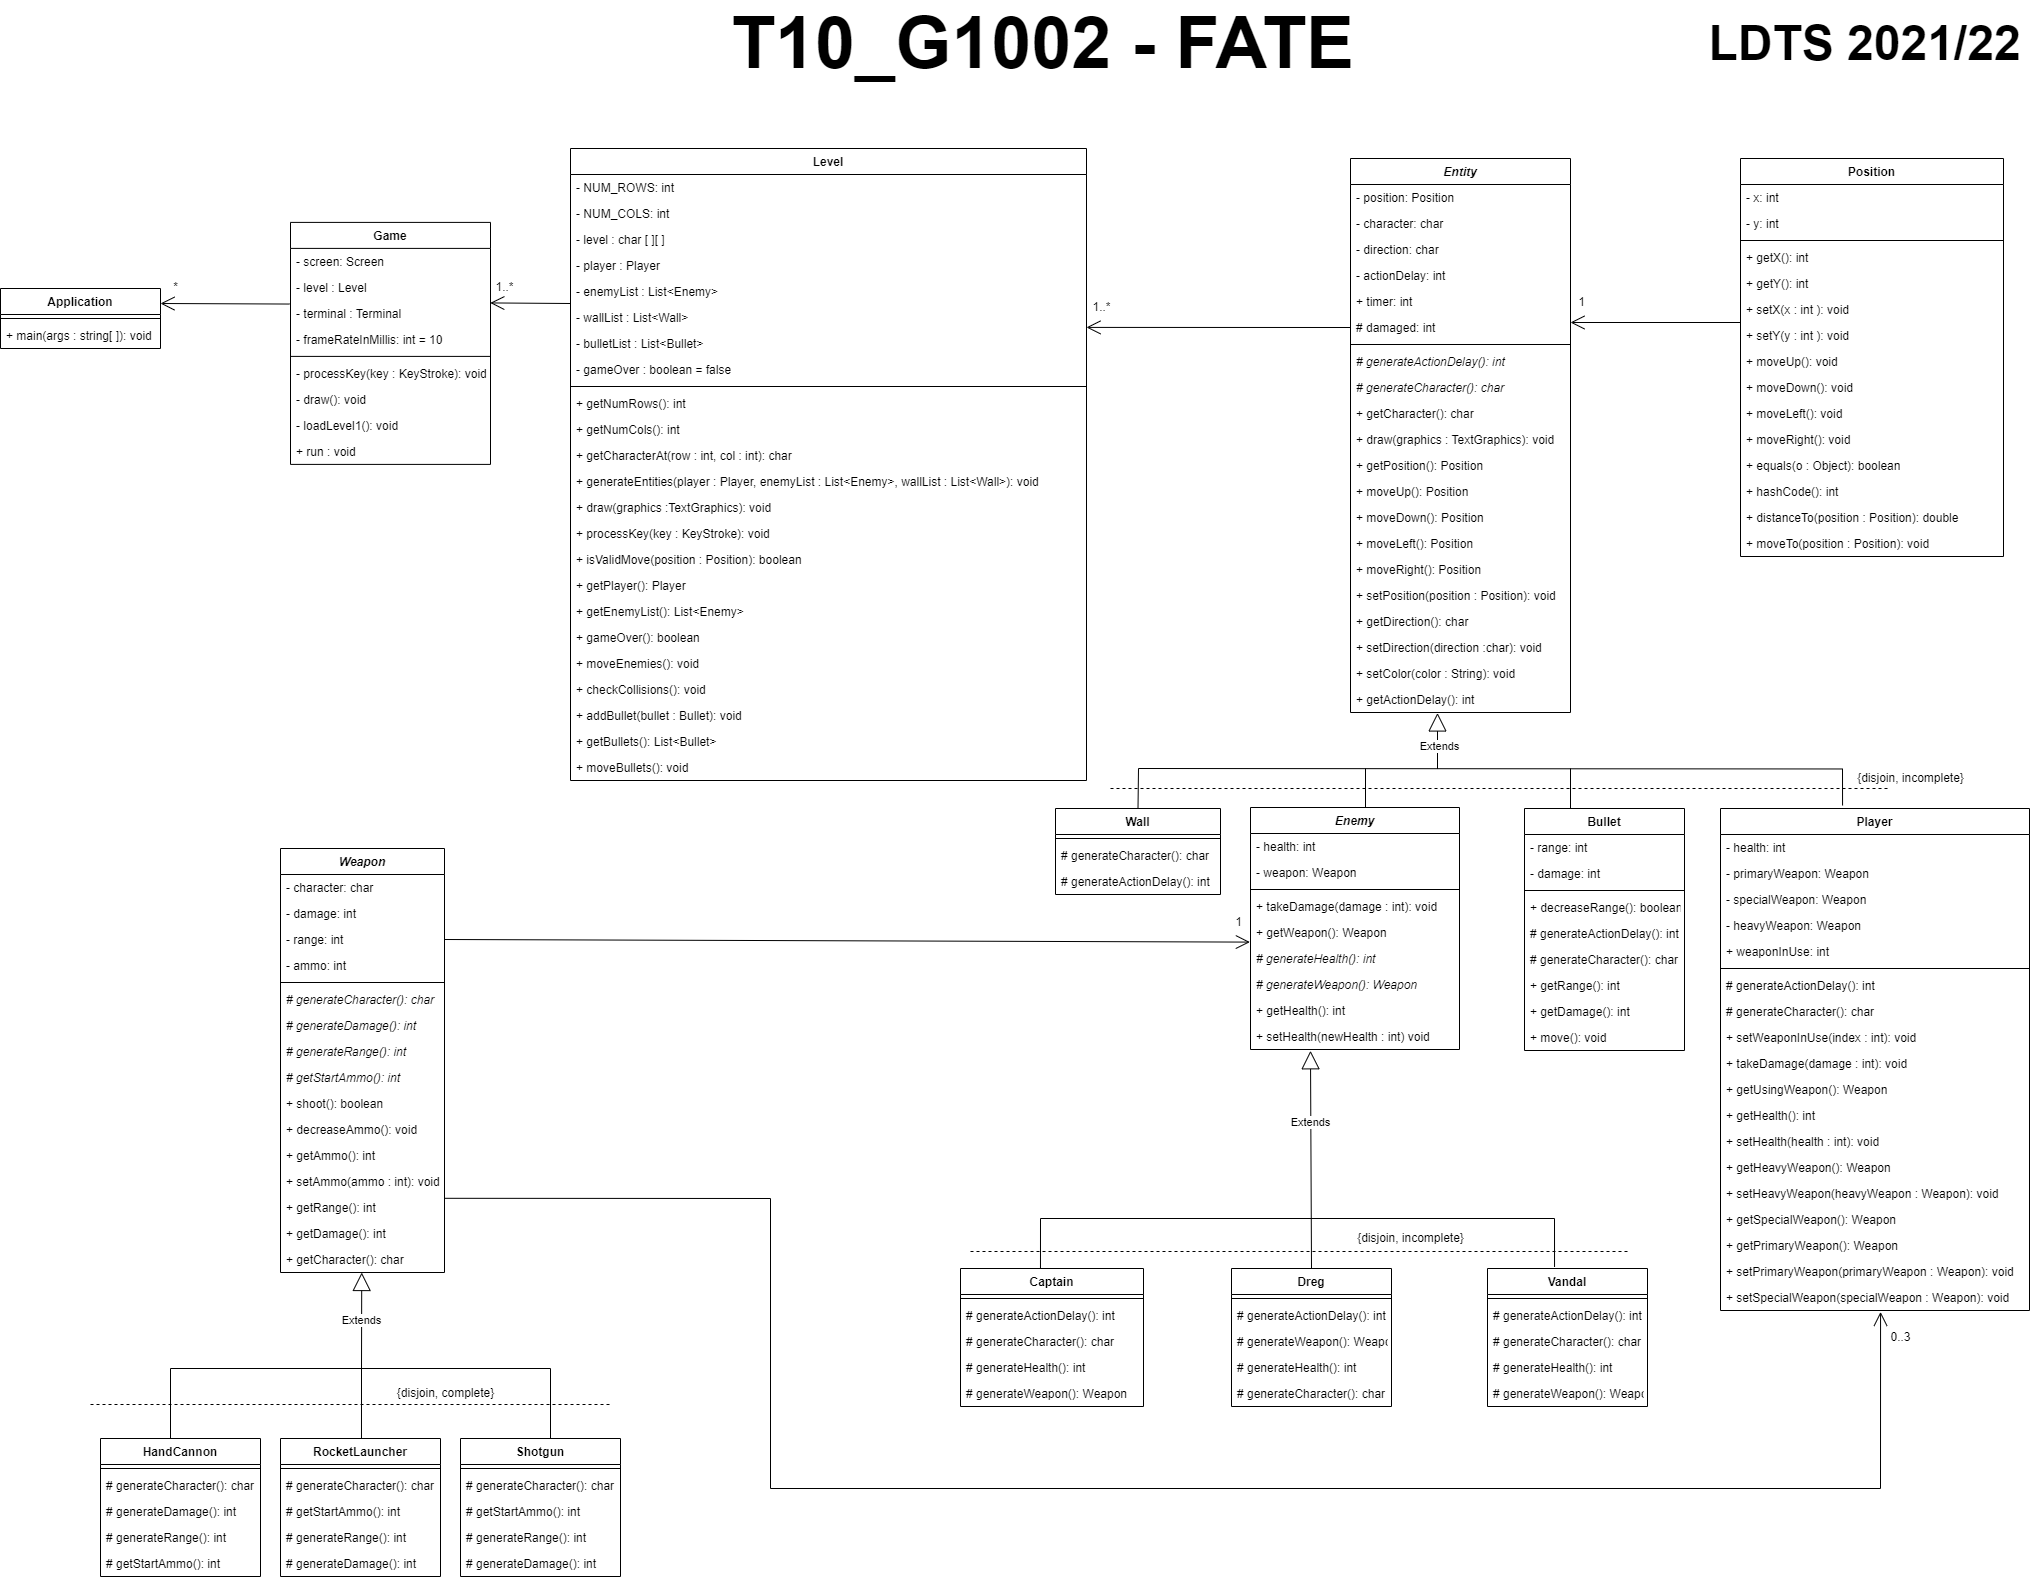 T10_G1002 - FATE
LDTS 2021/22
Application
+ main(args : string[ ]): void
*
Game
- screen: Screen
- level : Level
- terminal : Terminal
- frameRateInMillis: int = 10
- processKey(key : KeyStroke): void
- draw(): void
- loadLevel1(): void
+ run : void
1..*
Level
- NUM_ROWS: int
- NUM_COLS: int
- level : char [ ][ ]
- player : Player
- enemyList : List<Enemy>
- wallList : List<Wall>
- bulletList : List<Bullet>
- gameOver : boolean = false
+ getNumRows(): int
+ getNumCols(): int
+ getCharacterAt(row : int, col : int): char
+ generateEntities(player : Player, enemyList : List<Enemy>, wallList : List<Wall>): void
+ draw(graphics :TextGraphics): void
+ processKey(key : KeyStroke): void
+ isValidMove(position : Position): boolean
+ getPlayer(): Player
+ getEnemyList(): List<Enemy>
+ gameOver(): boolean
+ moveEnemies(): void
+ checkCollisions(): void
+ addBullet(bullet : Bullet): void
+ getBullets(): List<Bullet>
+ moveBullets(): void
1..*
Entity
- position: Position
- character: char
- direction: char
- actionDelay: int
+ timer: int
# damaged: int
# generateActionDelay(): int
# generateCharacter(): char
+ getCharacter(): char
+ draw(graphics : TextGraphics): void
+ getPosition(): Position
+ moveUp(): Position
+ moveDown(): Position
+ moveLeft(): Position
+ moveRight(): Position
+ setPosition(position : Position): void
+ getDirection(): char
+ setDirection(direction :char): void
+ setColor(color : String): void
+ getActionDelay(): int
1
Position
- x: int
- y: int
+ getX(): int
+ getY(): int
+ setX(x : int ): void
+ setY(y : int ): void
+ moveUp(): void
+ moveDown(): void
+ moveLeft(): void
+ moveRight(): void
+ equals(o : Object): boolean
+ hashCode(): int
+ distanceTo(position : Position): double
+ moveTo(position : Position): void
Extends
{disjoin, incomplete}
Wall
# generateCharacter(): char
# generateActionDelay(): int
Enemy
- health: int
- weapon: Weapon
+ takeDamage(damage : int): void
+ getWeapon(): Weapon
# generateHealth(): int
# generateWeapon(): Weapon
+ getHealth(): int
+ setHealth(newHealth : int) void
Bullet
- range: int
- damage: int
+ decreaseRange(): boolean
# generateActionDelay(): int
# generateCharacter(): char
+ getRange(): int
+ getDamage(): int
+ move(): void
Player
- health: int
- primaryWeapon: Weapon
- specialWeapon: Weapon
- heavyWeapon: Weapon
+ weaponInUse: int
# generateActionDelay(): int
# generateCharacter(): char
+ setWeaponInUse(index : int): void
+ takeDamage(damage : int): void
+ getUsingWeapon(): Weapon
+ getHealth(): int
+ setHealth(health : int): void
+ getHeavyWeapon(): Weapon
+ setHeavyWeapon(heavyWeapon : Weapon): void
+ getSpecialWeapon(): Weapon
+ getPrimaryWeapon(): Weapon
+ setPrimaryWeapon(primaryWeapon : Weapon): void
+ setSpecialWeapon(specialWeapon : Weapon): void
0..3
Weapon
- character: char
- damage: int
- range: int
- ammo: int
# generateCharacter(): char
# generateDamage(): int
# generateRange(): int
# getStartAmmo(): int
+ shoot(): boolean
+ decreaseAmmo(): void
+ getAmmo(): int
+ setAmmo(ammo : int): void
+ getRange(): int
+ getDamage(): int
+ getCharacter(): char
1
Extends
{disjoin, incomplete}
Captain
# generateActionDelay(): int
# generateCharacter(): char
# generateHealth(): int
# generateWeapon(): Weapon
Dreg
# generateActionDelay(): int
# generateWeapon(): Weapo
# generateHealth(): int
# generateCharacter(): char
Vandal
# generateActionDelay(): int
# generateCharacter(): char
# generateHealth(): int
# generateWeapon(): Weapo
Extends
{disjoin, complete}
HandCannon
# generateCharacter(): char
# generateDamage(): int
# generateRange(): int
# getStartAmmo(): int
RocketLauncher
# generateCharacter(): char
# getStartAmmo(): int
# generateRange(): int
# generateDamage(): int
Shotgun
# generateCharacter(): char
# getStartAmmo(): int
# generateRange(): int
# generateDamage(): int